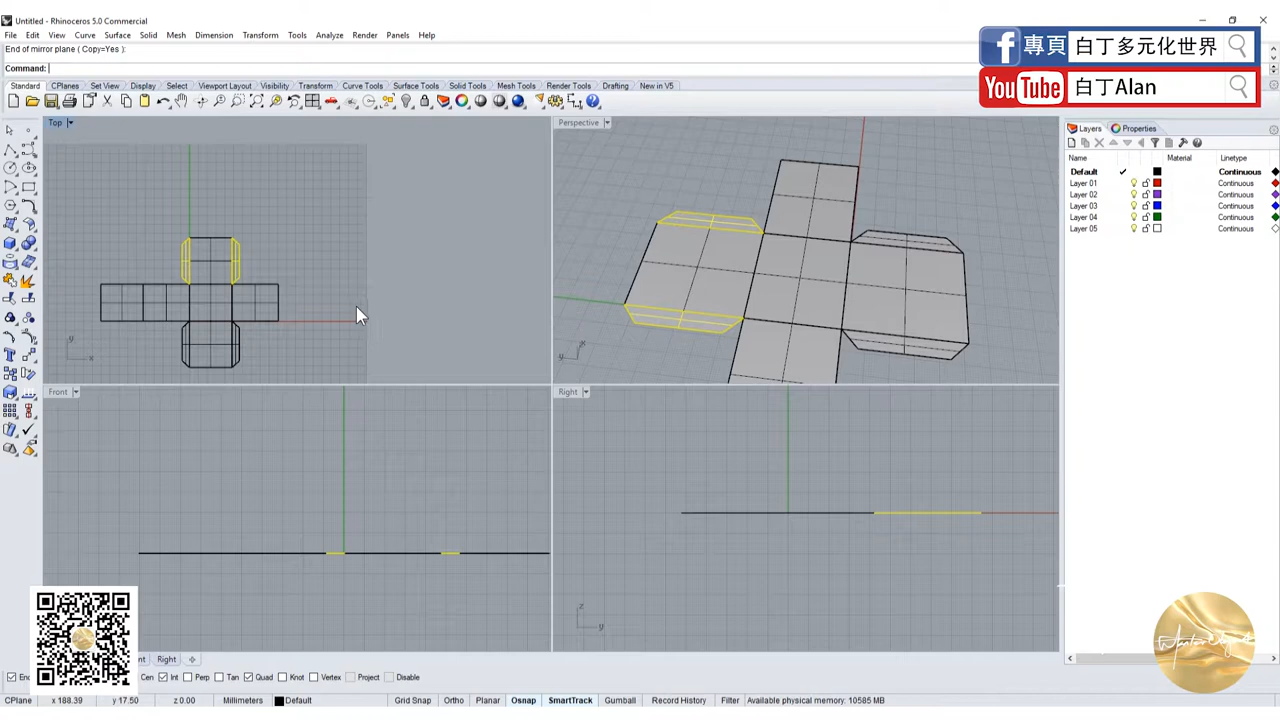 Untitled - Rhinoceros 5.0 Commercial
File Edit View Curve Surface Solid Mesh Dimension Transform Tools Analyze Render Panels Help
End of mirror plane ( Copy=Yes ):
Command:
專頁 白丁多元化世界
YouTube 白丁Alan
Standard CPlanes Set View Display Select Viewport Layout Visibility Transform Curve Tools Surface Tools Solid Tools Mesh Tools Render Tools Drafting New in V5
Top
Perspective
Layers Properties
Name Material Linetype
Default Continuous
Layer 01 Continuous
Layer 02 Continuous
Layer 03 Continuous
Layer 04 Continuous
Layer 05 Continuous
y
x
y
x
Front
Right
z
y
Right
Cen Int Perp Tan Quad Knot Vertex Project Disable
CPlane x 188.39 y 17.50 z 0.00 Millimeters Default Grid Snap Ortho Planar Osnap SmartTrack Gumball Record History Filter Available physical memory: 10585 MB